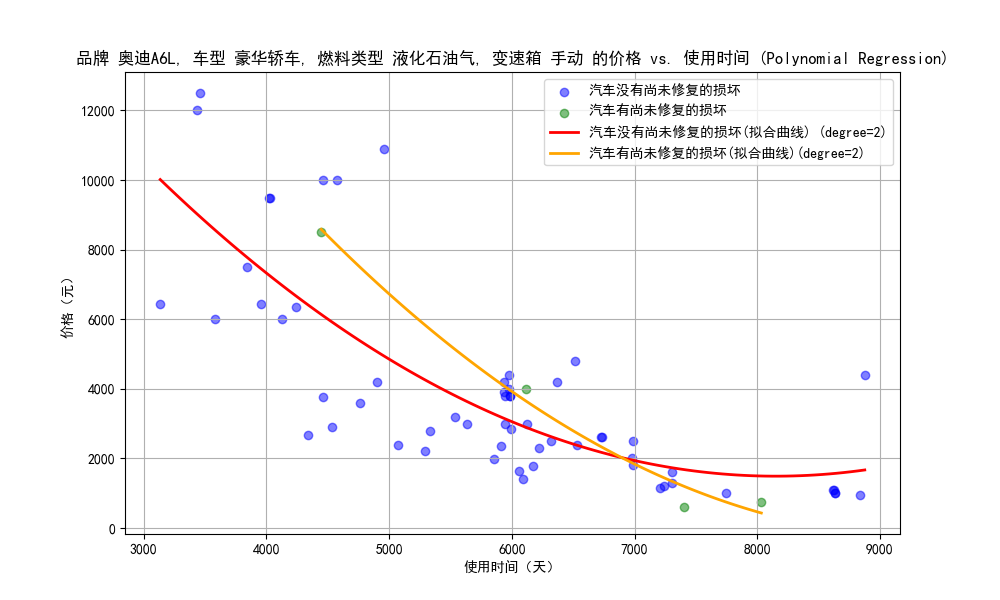 品牌 奥迪A6L, 车型 豪华轿车, 燃料类型 液化石油气, 变速箱 手动 的价格 vs. 使用时间 (Polynomial Regression)
汽车没有尚未修复的损坏
汽车有尚未修复的损坏
汽车没有尚未修复的损坏(拟合曲线) (degree=2)
汽车有尚未修复的损坏(拟合曲线)(degree=2)
价格（元）
12000
10000
8000
6000
4000
2000
0
3000 4000 5000 6000 7000 8000 9000
使用时间（天）